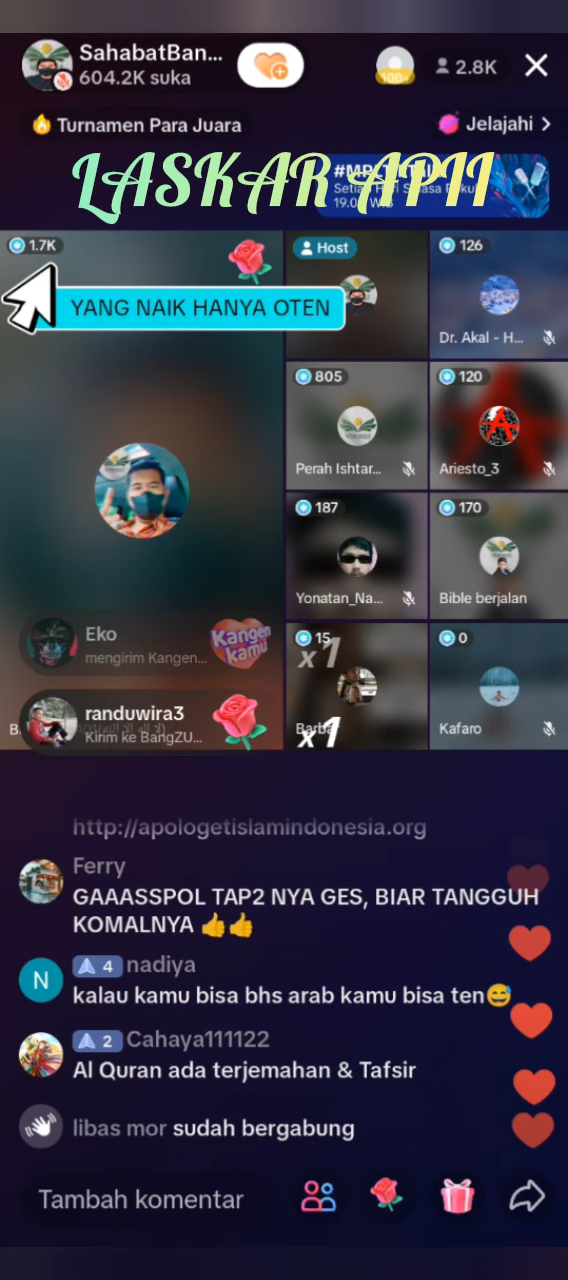 SahabatBan...
604.2K suka
100+
2.8K
Turnamen Para Juara
Jelajahi >
LASKAR APII
19.0
1.7K
YANG NAIK HANYA OTEN
Host
126
Dr. Akal - H...
805
Perah Ishtar...
120
Ariesto_3
187
Yonatan_Na...
170
Bible berjalan
15
x1
Barba
x1
0
Kafaro
Eko
mengirim Kangen...
Kangen kamu
randuwira3
Kirim ke BangZU...
http://apologetislamindonesia.org
Ferry
GAAASSPOL TAP2 NYA GES, BIAR TANGGUH
KOMALNYA 👍👍
N
4 nadiya
kalau kamu bisa bhs arab kamu bisa ten😅
2 Cahaya111122
Al Quran ada terjemahan & Tafsir
libas mor sudah bergabung
Tambah komentar